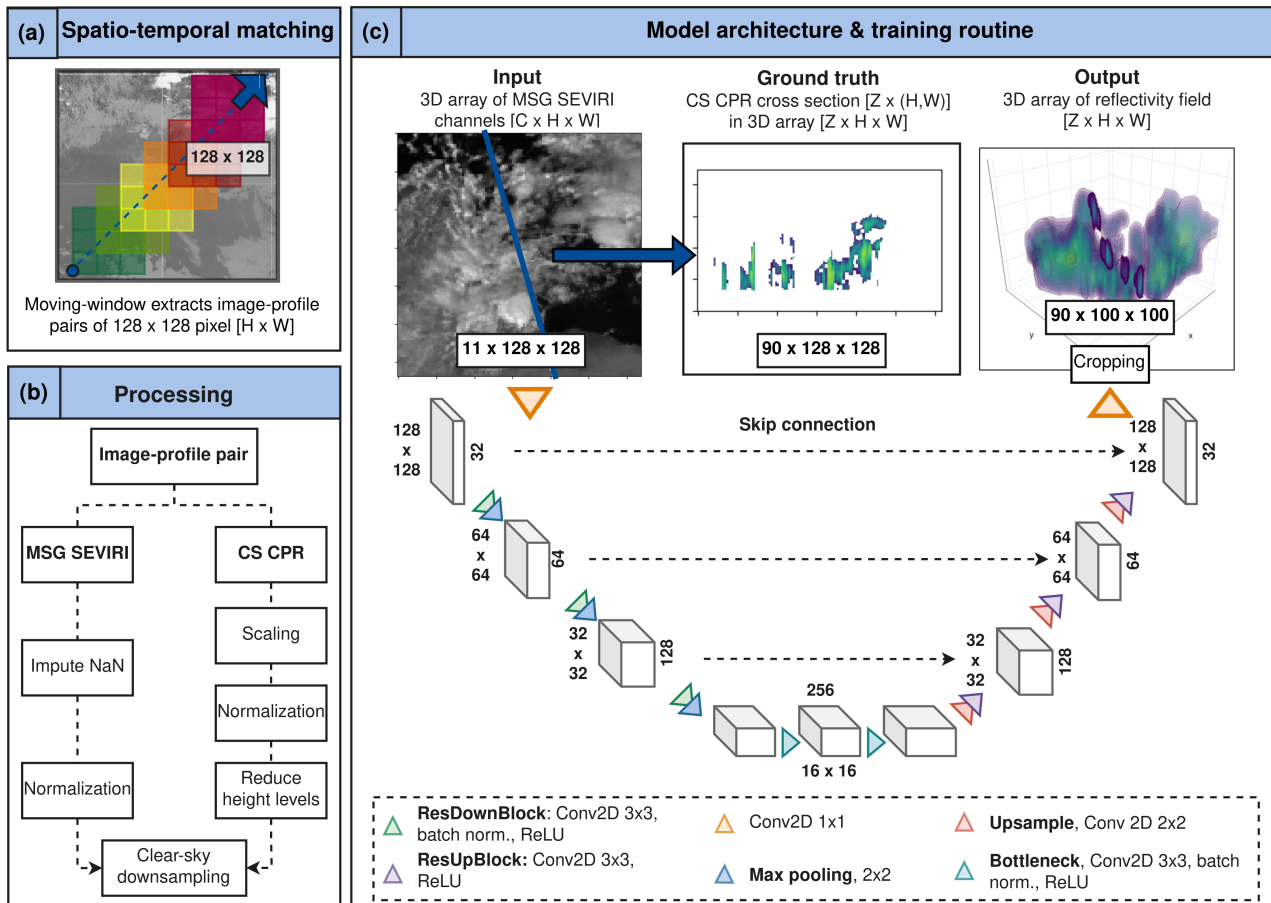 (a) Spatio-temporal matching
128 x 128
Moving-window extracts image-profile
pairs of 128 x 128 pixel [H x W]
(b) Processing
Image-profile pair
MSG SEVIRI
CS CPR
Scaling
Impute NaN
Normalization
Normalization
Reduce
height levels
Clear-sky
downsampling
(c) Model architecture & training routine
Input
3D array of MSG SEVIRI
channels [C x H x W]
11 x 128 x 128
Ground truth
CS CPR cross section [Z x (H,W)]
in 3D array [Z x H x W]
90 x 128 x 128
Output
3D array of reflectivity field
[Z x H x W]
y
x
90 x 100 x 100
Cropping
128
x
128
32
Skip connection
128
x
128
32
64
x
64
64
64
x
64
64
32
x
32
128
32
x
32
128
256
16 x 16
ResDownBlock: Conv2D 3x3,
batch norm., ReLU
Conv2D 1x1
Upsample, Conv 2D 2x2
ResUpBlock: Conv2D 3x3,
ReLU
Max pooling, 2x2
Bottleneck, Conv2D 3x3, batch
norm., ReLU